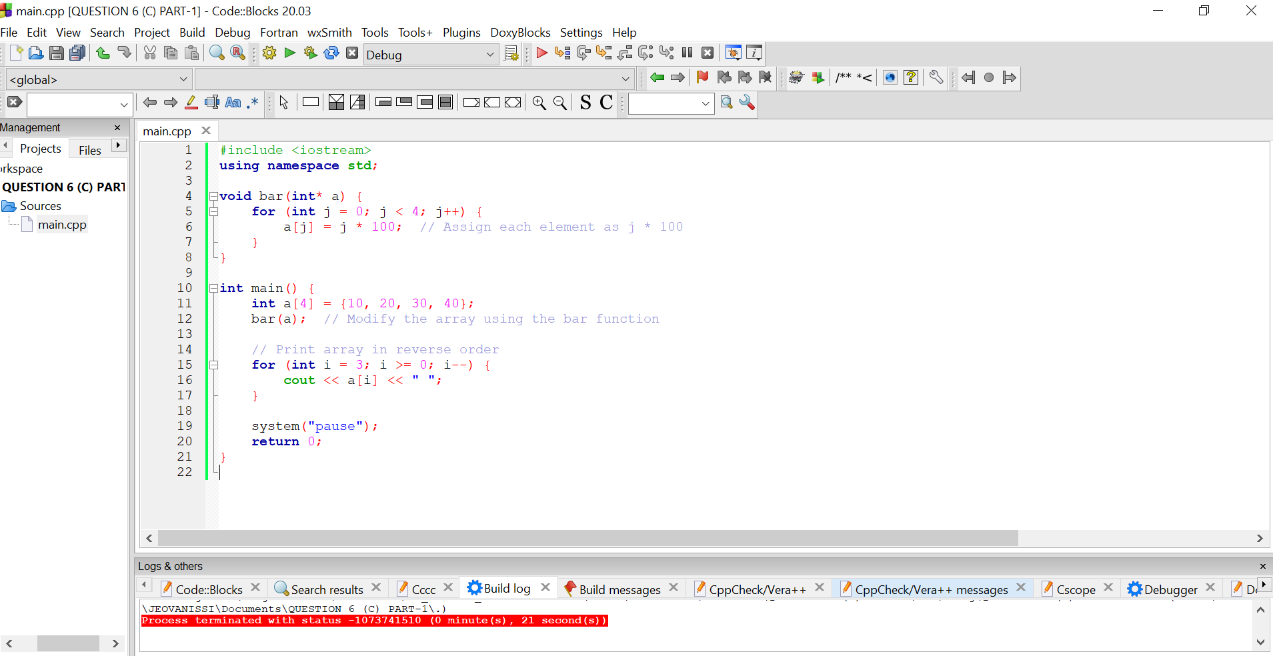 main.cpp [QUESTION 6 (C) PART-1] - Code::Blocks 20.03
File Edit View Search Project Build Debug Fortran wxSmith Tools Tools+ Plugins DoxyBlocks Settings Help
Debug
<global>
/** *<
Aa .*
S C
Management
main.cpp
Projects Files
rkspace
QUESTION 6 (C) PART
Sources
main.cpp
1 #include <iostream>
2 using namespace std;
3
4 void bar(int* a) {
5 for (int j = 0; j < 4; j++) {
6 a[j] = j * 100; // Assign each element as j * 100
7 }
8 }
9
10 int main() {
11 int a[4] = {10, 20, 30, 40};
12 bar(a); // Modify the array using the bar function
13
14 // Print array in reverse order
15 for (int i = 3; i >= 0; i--) {
16 cout << a[i] << " ";
17 }
18
19 system("pause");
20 return 0;
21 }
22
Logs & others
Code::Blocks Search results Cccc Build log Build messages CppCheck/Vera++ CppCheck/Vera++ messages Cscope Debugger
\JEOVANISSI\Documents\QUESTION 6 (C) PART-1\.)
Process terminated with status -1073741510 (0 minute(s), 21 second(s))